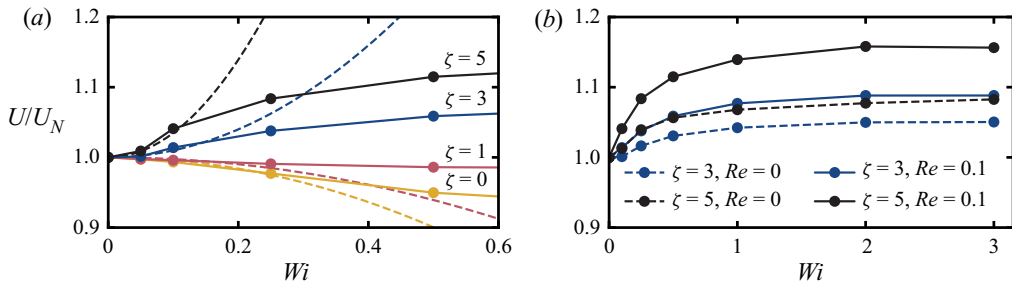 (a)
1.2
1.1
1.0
0.9
U/U_N
ζ = 5
ζ = 3
ζ = 1
ζ = 0
0 0.2 0.4 0.6
Wi
(b)
1.2
1.1
1.0
0.9
ζ = 3, Re = 0 ζ = 3, Re = 0.1
ζ = 5, Re = 0 ζ = 5, Re = 0.1
0 1 2 3
Wi